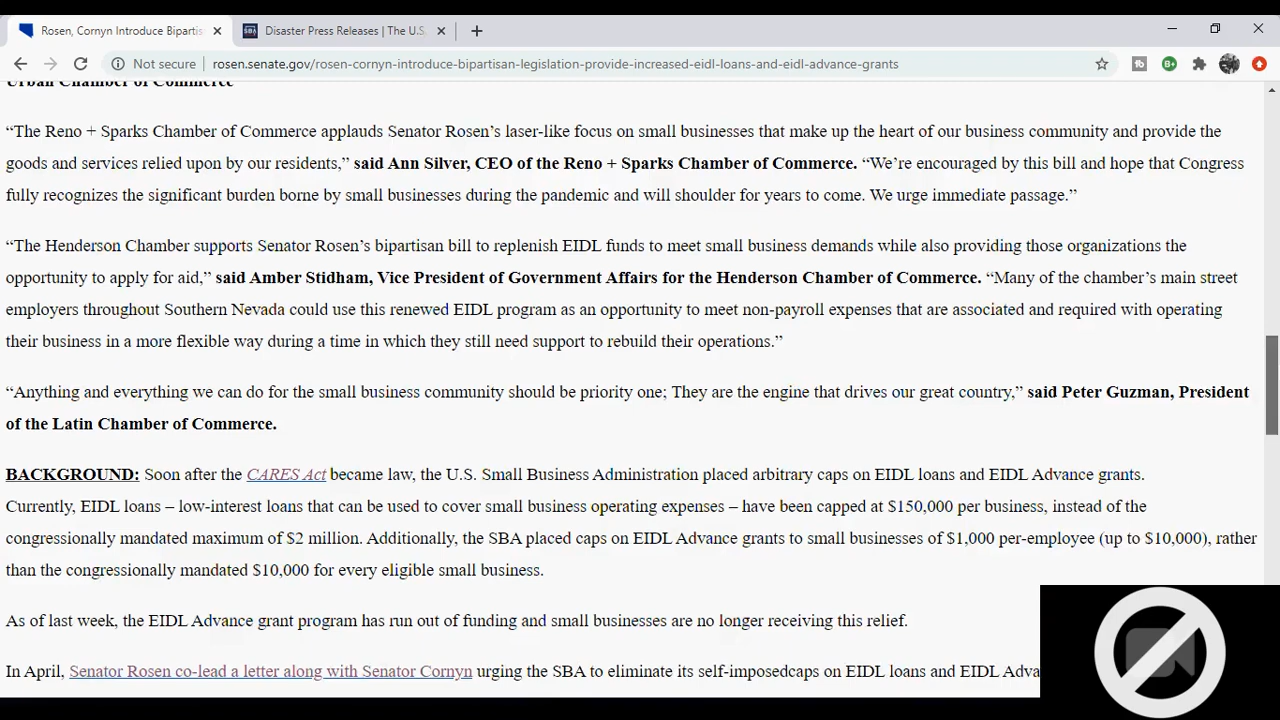 Rosen, Cornyn Introduce Bipartis
Disaster Press Releases | The U.S.
Not secure
rosen.senate.gov/rosen-cornyn-introduce-bipartisan-legislation-provide-increased-eidl-loans-and-eidl-advance-grants
Urban Chamber of Commerce
“The Reno + Sparks Chamber of Commerce applauds Senator Rosen’s laser-like focus on small businesses that make up the heart of our business community and provide the
goods and services relied upon by our residents,” said Ann Silver, CEO of the Reno + Sparks Chamber of Commerce. “We’re encouraged by this bill and hope that Congress
fully recognizes the significant burden borne by small businesses during the pandemic and will shoulder for years to come. We urge immediate passage.”
“The Henderson Chamber supports Senator Rosen’s bipartisan bill to replenish EIDL funds to meet small business demands while also providing those organizations the
opportunity to apply for aid,” said Amber Stidham, Vice President of Government Affairs for the Henderson Chamber of Commerce. “Many of the chamber’s main street
employers throughout Southern Nevada could use this renewed EIDL program as an opportunity to meet non-payroll expenses that are associated and required with operating
their business in a more flexible way during a time in which they still need support to rebuild their operations.”
“Anything and everything we can do for the small business community should be priority one; They are the engine that drives our great country,” said Peter Guzman, President
of the Latin Chamber of Commerce.
BACKGROUND: Soon after the CARES Act became law, the U.S. Small Business Administration placed arbitrary caps on EIDL loans and EIDL Advance grants.
Currently, EIDL loans – low-interest loans that can be used to cover small business operating expenses – have been capped at $150,000 per business, instead of the
congressionally mandated maximum of $2 million. Additionally, the SBA placed caps on EIDL Advance grants to small businesses of $1,000 per-employee (up to $10,000), rather
than the congressionally mandated $10,000 for every eligible small business.
As of last week, the EIDL Advance grant program has run out of funding and small businesses are no longer receiving this relief.
In April, Senator Rosen co-lead a letter along with Senator Cornyn urging the SBA to eliminate its self-imposedcaps on EIDL loans and EIDL Adva